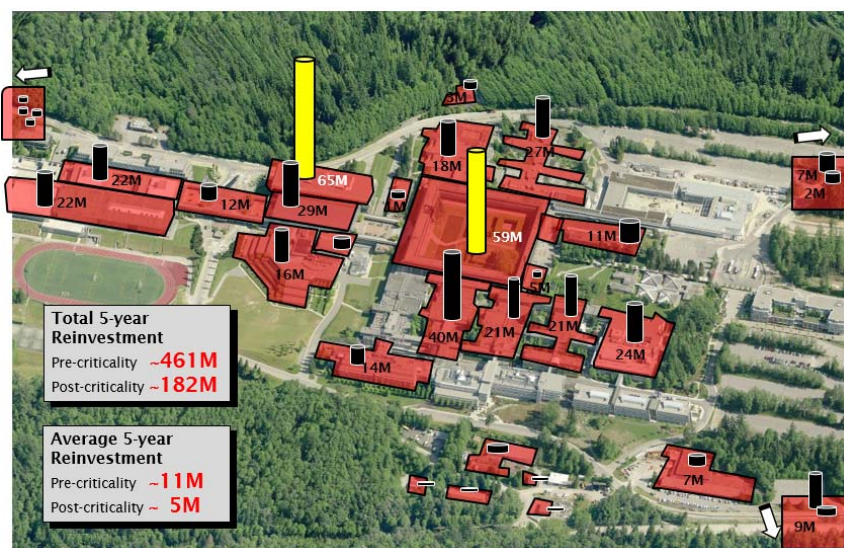 18M
27M
65M
7M
22M
2M
12M
22M
29M
59M
11M
16M
Total 5-year
Reinvestment
Pre-criticality ~461M
Post-criticality ~182M
40M
21M
21M
24M
14M
Average 5-year
Reinvestment
Pre-criticality ~11M
Post-criticality ~ 5M
7M
9M